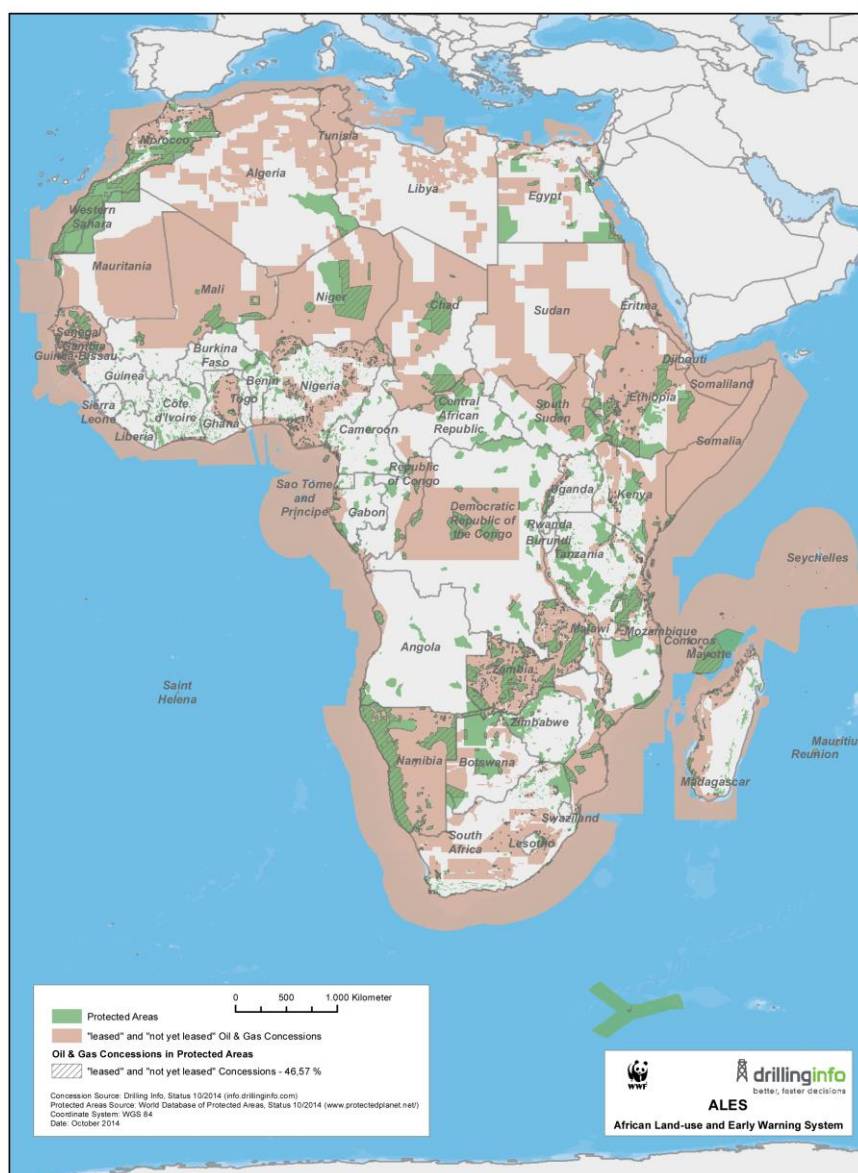 Morocco
Tunisia
Algeria
Libya
Egypt
Western
Sahara
Mauritania
Mali
Niger
Chad
Sudan
Eritrea
Senegal
Gambia
Guinea-Bissau
Burkina
Faso
Djibouti
Guinea
Benin
Nigeria
Somaliland
Sierra
Leone
Côte
d'Ivoire
Togo
Ghana
Liberia
Cameroon
Central
African
Republic
South
Sudan
Ethiopia
Somalia
Sao Tome
and
Principe
Republic
of Congo
Gabon
Democratic
Republic of
the Congo
Uganda
Kenya
Rwanda
Burundi
Tanzania
Seychelles
Angola
Malawi
Mozambique
Comoros
Mayotte
Zambia
Saint
Helena
Zimbabwe
Namibia
Botswana
Madagascar
Mauritiu
Reunion
Swaziland
South
Africa
Lesotho
0 500 1.000 Kilometer
Protected Areas
"leased" and "not yet leased" Oil & Gas Concessions
Oil & Gas Concessions in Protected Areas
"leased" and "not yet leased" Concessions - 46,57 %
Concession Source: Drilling Info, Status 10/2014 (info.drillinginfo.com)
Protected Areas Source: World Database of Protected Areas, Status 10/2014 (www.protectedplanet.net/)
Coordinate System: WGS 84
Date: October 2014
WWF
drillinginfo
better, faster decisions
ALES
African Land-use and Early Warning System